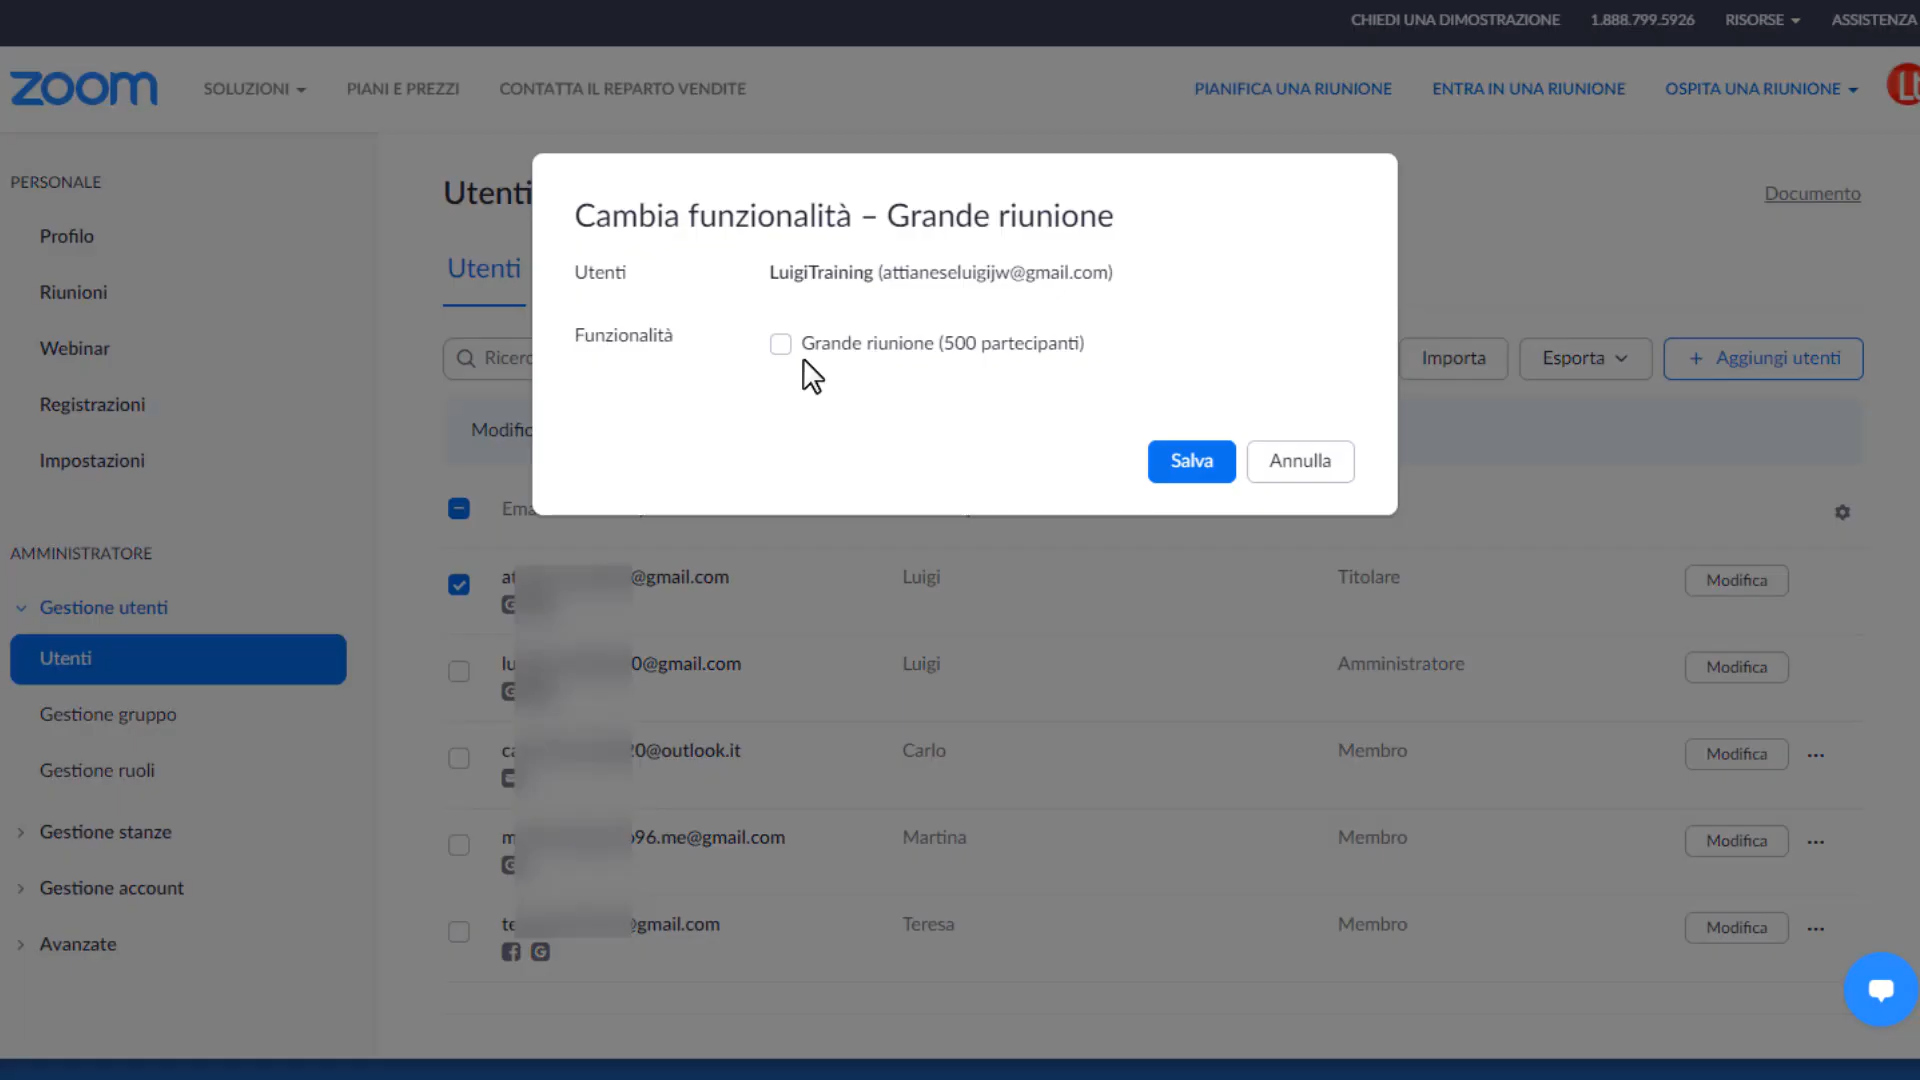 CHIEDI UNA DIMOSTRAZIONE 1.888.799.5926 RISORSE ASSISTENZA
zoom SOLUZIONI PIANI E PREZZI CONTATTA IL REPARTO VENDITE PIANIFICA UNA RIUNIONE ENTRA IN UNA RIUNIONE OSPITA UNA RIUNIONE
PERSONALE
Profilo
Riunioni
Webinar
Registrazioni
Impostazioni
AMMINISTRATORE
Gestione utenti
Utenti
Gestione gruppo
Gestione ruoli
Gestione stanze
Gestione account
Avanzate
Utenti Documento
Utenti
Importa Esporta + Aggiungi utenti
Cambia funzionalità – Grande riunione
Utenti LuigiTraining (attianeseluigijw@gmail.com)
Funzionalità Grande riunione (500 partecipanti)
Salva Annulla
@gmail.com Luigi Titolare Modifica
0@gmail.com Luigi Amministratore Modifica
0@outlook.it Carlo Membro Modifica ...
96.me@gmail.com Martina Membro Modifica ...
gmail.com Teresa Membro Modifica ...